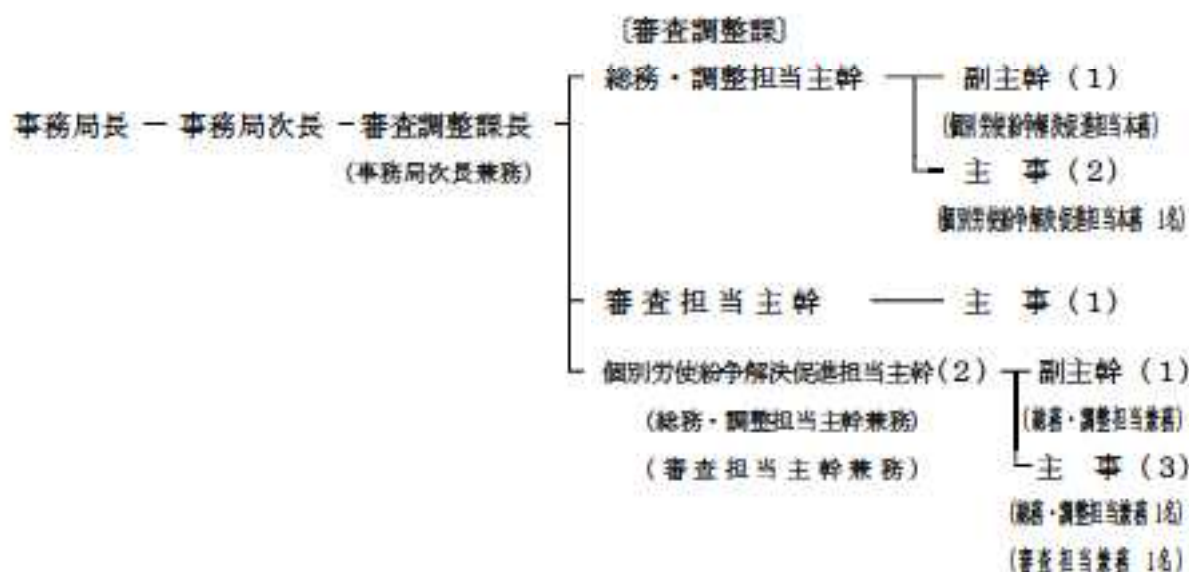 〔審査調整課〕
総務・調整担当主幹 副主幹（１）
事務局長 － 事務局次長 －審査調整課長
(個別労使紛争解決促進担当本務)
(事務局次長兼務) 主　事（２）
(個別労使紛争解決促進担当本務 1名)
審査担当主幹 主　事（１）
個別労使紛争解決促進担当主幹(２) 副主幹（１）
(総務・調整担当主幹兼務) (総務・調整担当兼務)
(審査担当主幹兼務) 主　事（３）
(総務・調整担当兼務 1名)
(審査担当兼務 1名)